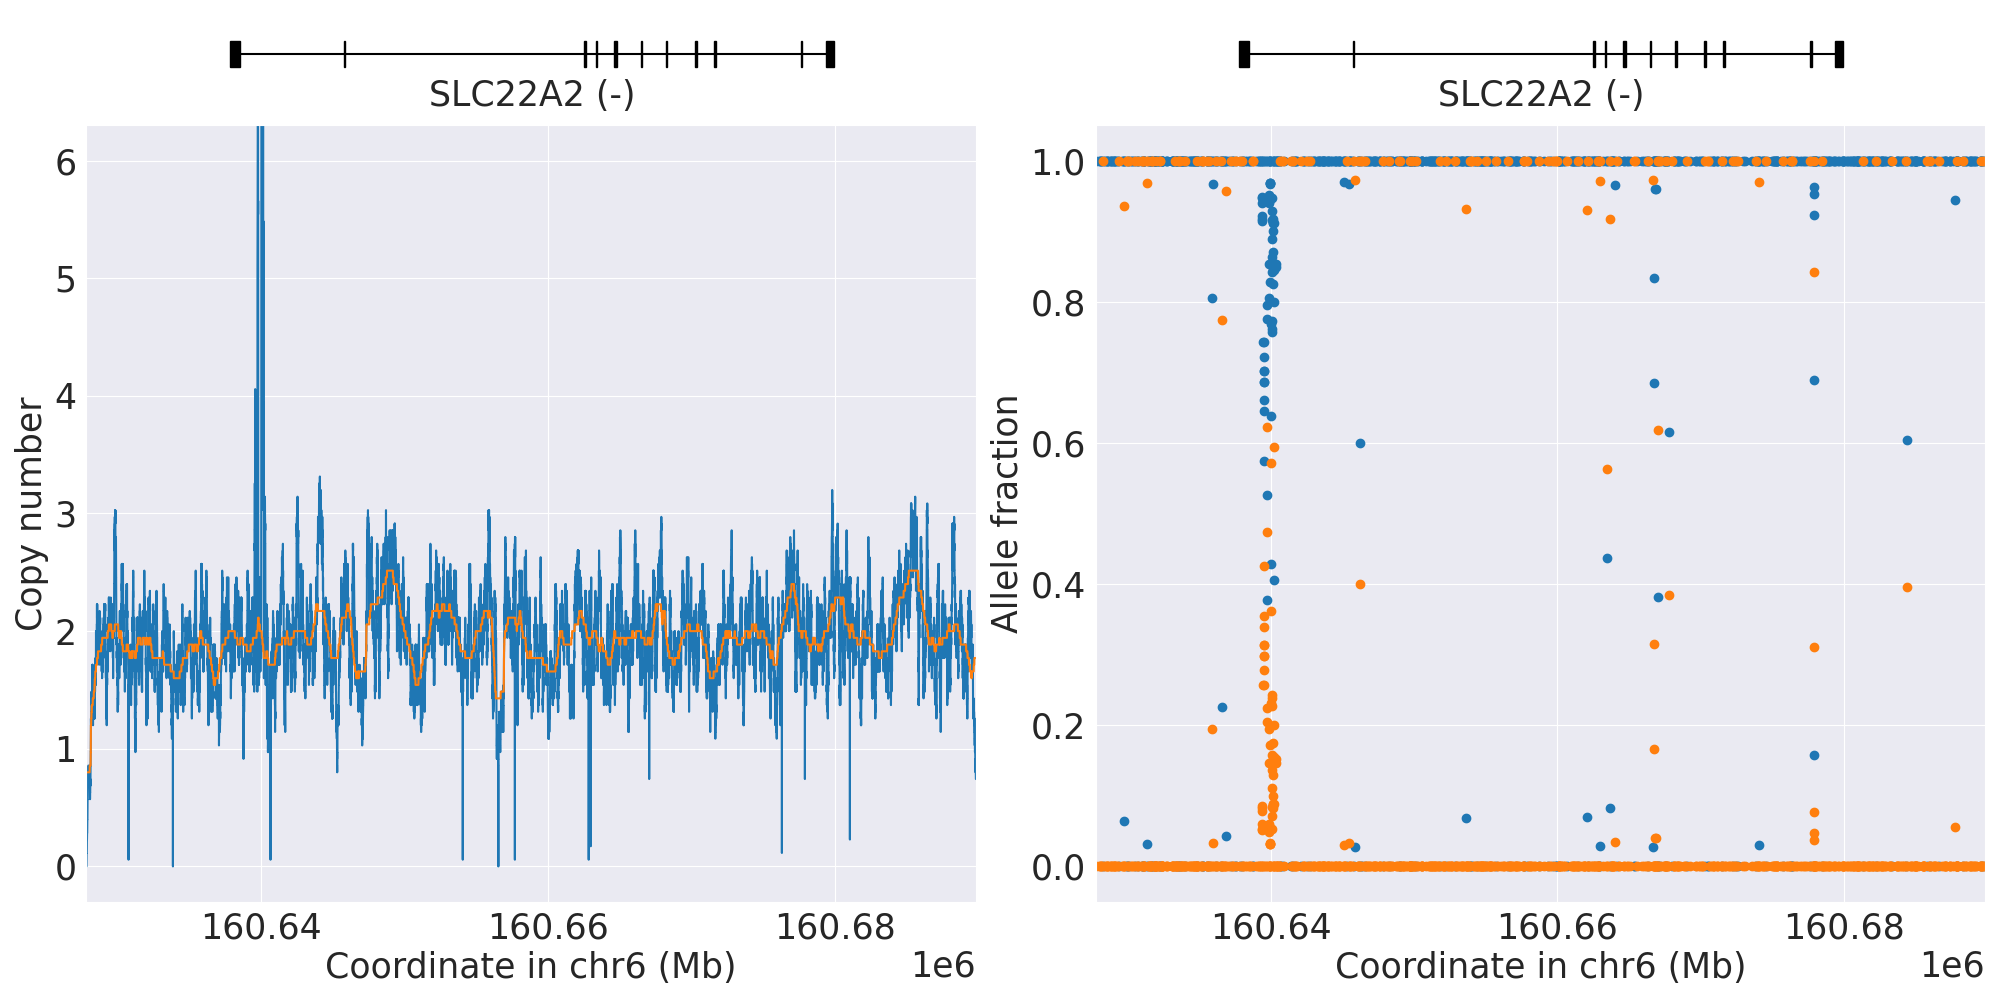 SLC22A2 (-)
6
5
4
3
2
1
0
Copy number
160.64
160.66
160.68
Coordinate in chr6 (Mb)
1e6
SLC22A2 (-)
1.0
0.8
0.6
0.4
0.2
0.0
Allele fraction
160.64
160.66
160.68
Coordinate in chr6 (Mb)
1e6